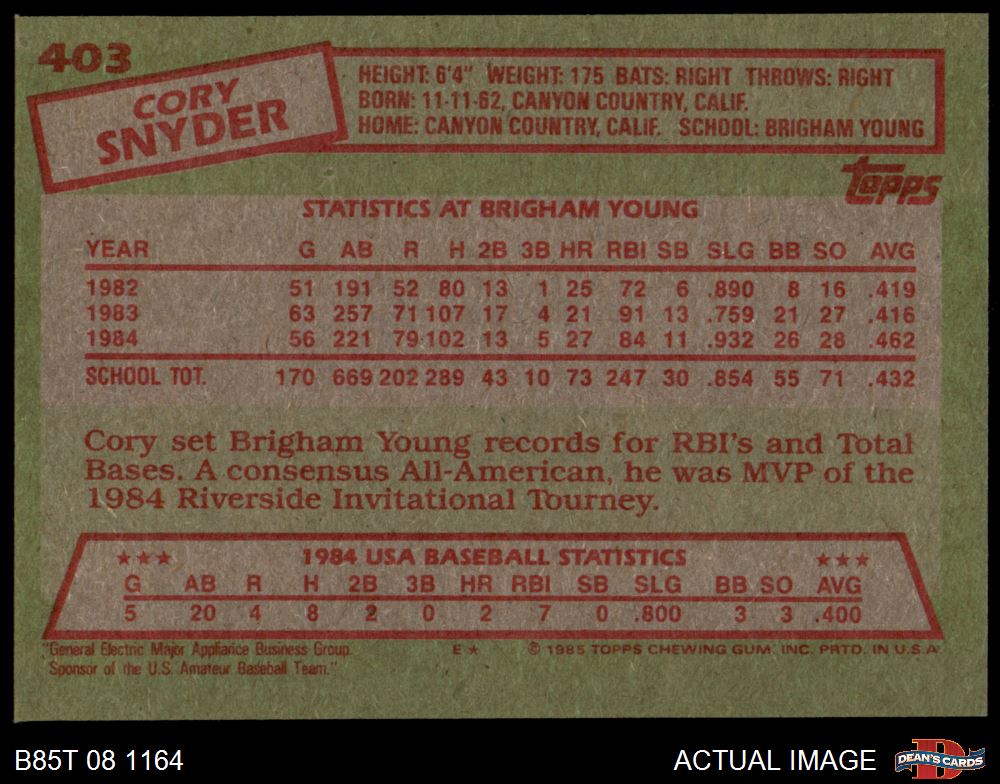 403
CORY
SNYDER
HEIGHT: 6'4" WEIGHT: 175 BATS: RIGHT THROWS: RIGHT
BORN: 11-11-62, CANYON COUNTRY, CALIF.
HOME: CANYON COUNTRY, CALIF. SCHOOL: BRIGHAM YOUNG
topps
STATISTICS AT BRIGHAM YOUNG
YEAR G AB R H 2B 3B HR RBI SB SLG BB SO AVG
1982 51 191 52 80 13 1 25 72 6 .890 8 16 .419
1983 63 257 71 107 17 4 21 91 13 .759 21 27 .416
1984 56 221 79 102 13 5 27 84 11 .932 26 28 .462
SCHOOL TOT. 170 669 202 289 43 10 73 247 30 .854 55 71 .432
Cory set Brigham Young records for RBI's and Total
Bases. A consensus All-American, he was MVP of the
1984 Riverside Invitational Tourney.
★★★ 1984 USA BASEBALL STATISTICS ★★★
G AB R H 2B 3B HR RBI SB SLG BB SO AVG
5 20 4 8 2 0 2 7 0 .800 3 3 .400
"General Electric Major Appliance Business Group.
Sponsor of the U.S. Amateur Baseball Team."
E★ © 1985 TOPPS CHEWING GUM, INC. PRTD. IN U.S.A.
B85T 08 1164
ACTUAL IMAGE
D
DEAN'S CARDS